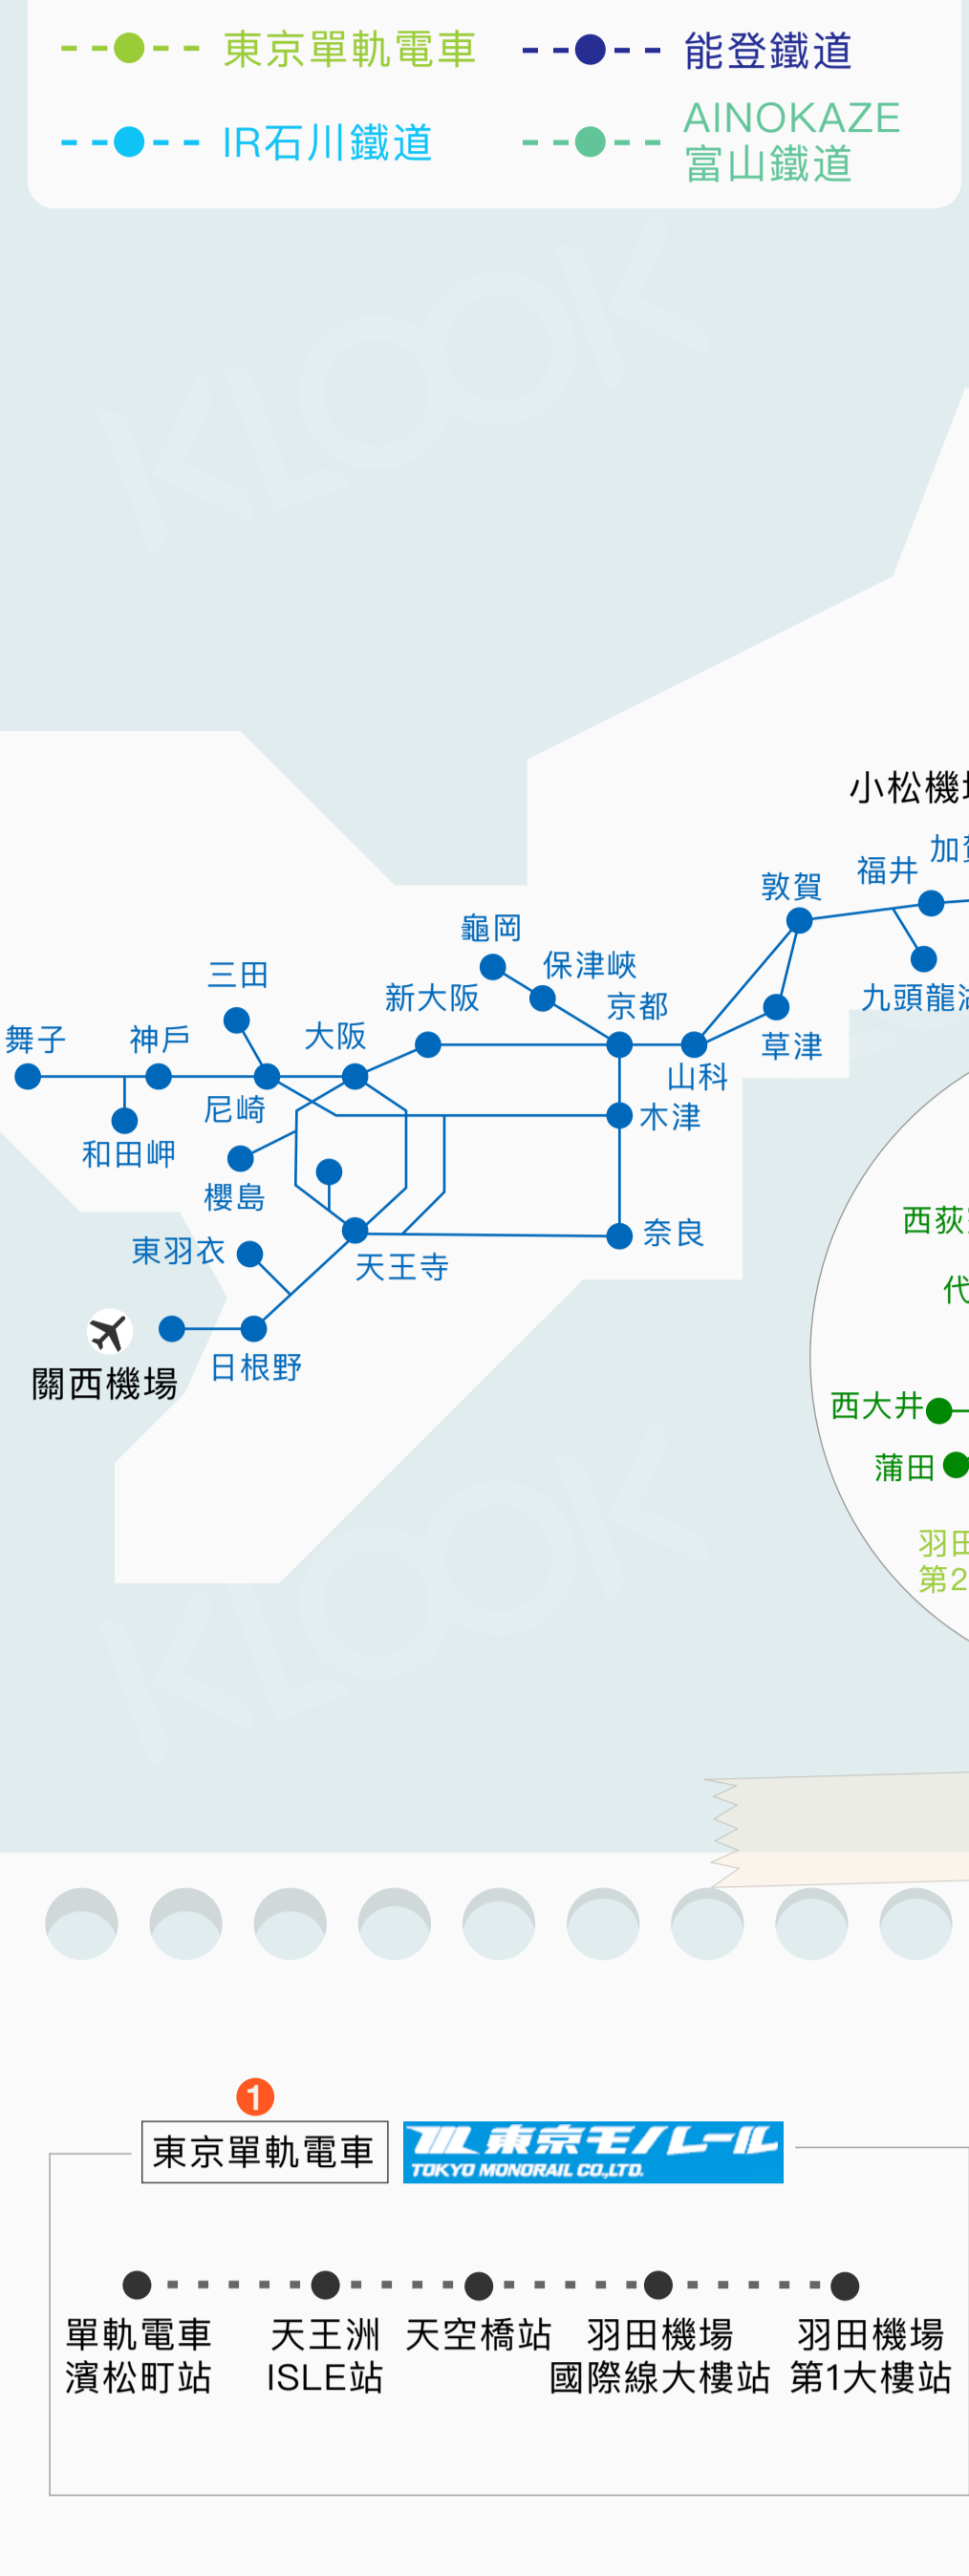 東京單軌電車
能登鐵道
IR石川鐵道
AINOKAZE
富山鐵道
KLOOK
小松機
加
福井
敦賀
龜岡
保津峽
九頭龍
三田
新大阪
京都
舞子
神戶
大阪
草津
山科
尼崎
木津
和田岬
櫻島
西荻
奈良
東羽衣
天王寺
代
日根野
關西機場
西大井
蒲田
KLOOK
羽田
第2
1
東京單軌電車
東京モノレール
TOKYO MONORAIL CO.,LTD.
單軌電車
濱松町站
天王洲
ISLE站
天空橋站
羽田機場
國際線大樓站
羽田機場
第1大樓站